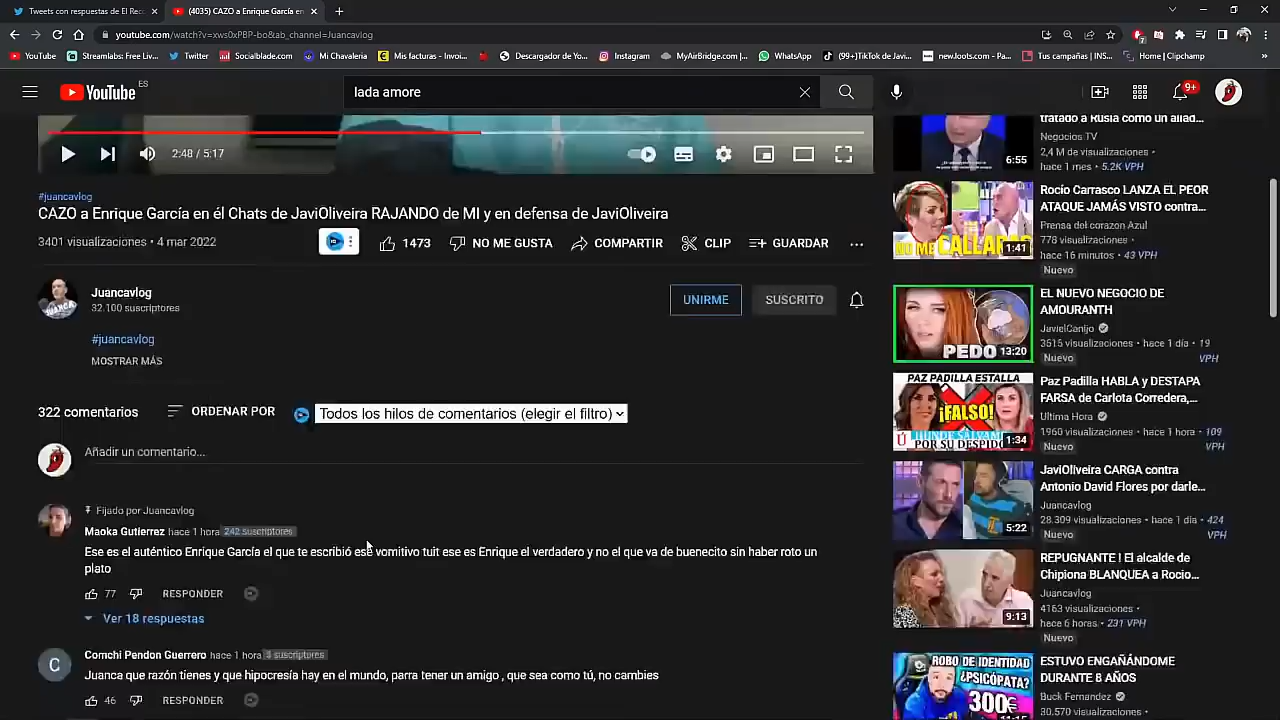 Tweets con respuestas de El Rec
(4035) CAZO a Enrique García en
youtube.com/watch?v=xws0xPBP-bo&ab_channel=Juancavlog
YouTube
Streamlabs: Free Liv...
Twitter
Socialblade.com
Mi Chavaleria
Mis facturas — Invoi...
Descargador de Yo...
Instagram
MyAirBridge.com |...
WhatsApp
(99+)TikTok de Javi...
new.loots.com - Pa...
Tus campañas | INS...
Home | Clipchamp
YouTube ES
lada amore
9+
2:48 / 5:17
#juancavlog
CAZO a Enrique García en él Chats de JaviOliveira RAJANDO de MI y en defensa de JaviOliveira
3401 visualizaciones • 4 mar 2022
1473
NO ME GUSTA
COMPARTIR
CLIP
GUARDAR
Juancavlog
32.100 suscriptores
UNIRME
SUSCRITO
#juancavlog
MOSTRAR MÁS
322 comentarios
ORDENAR POR
Todos los hilos de comentarios (elegir el filtro)
Añadir un comentario...
Fijado por Juancavlog
Maoka Gutierrez hace 1 hora 242 suscriptores
Ese es el auténtico Enrique García el que te escribió ese vomitivo tuit ese es Enrique el verdadero y no el que va de buenecito sin haber roto un
plato
77
RESPONDER
Ver 18 respuestas
C
Comchi Pendon Guerrero hace 1 hora 3 suscriptores
Juanca que razón tienes y que hipocresía hay en el mundo, parra tener un amigo , que sea como tú, no cambies
46
RESPONDER
tratado a Rusia como un aliad...
Negocios TV
2,4 M de visualizaciones •
hace 1 mes • 5.2K VPH
6:55
Rocío Carrasco LANZA EL PEOR
ATAQUE JAMÁS VISTO contra...
Prensa del corazon Azul
778 visualizaciones •
hace 16 minutos • 43 VPH
Nuevo
NO ME CALLARAS
1:41
EL NUEVO NEGOCIO DE
AMOURANTH
JavielCanijo
3515 visualizaciones • hace 1 día • 19
VPH
Nuevo
PEDO
13:20
Paz Padilla HABLA y DESTAPA
FARSA de Carlota Corredera,...
Ultima Hora
1960 visualizaciones • hace 1 día • 109
VPH
Nuevo
PAZ PADILLA ESTALLA
¡FALSO!
HUNDE SALVAME
POR SU DESPIDO
1:34
JaviOliveira CARGA contra
Antonio David Flores por darle...
Juancavlog
28.309 visualizaciones • hace 1 día • 424
VPH
Nuevo
5:22
REPUGNANTE ! El alcalde de
Chipiona BLANQUEA a Rocio...
Juancavlog
4163 visualizaciones •
hace 6 horas • 231 VPH
Nuevo
9:13
ESTUVO ENGAÑÁNDOME
DURANTE 8 AÑOS
Buck Fernandez
30,570 visualizaciones •
ROBO DE IDENTIDAD
¿PSICÓPATA?
300€